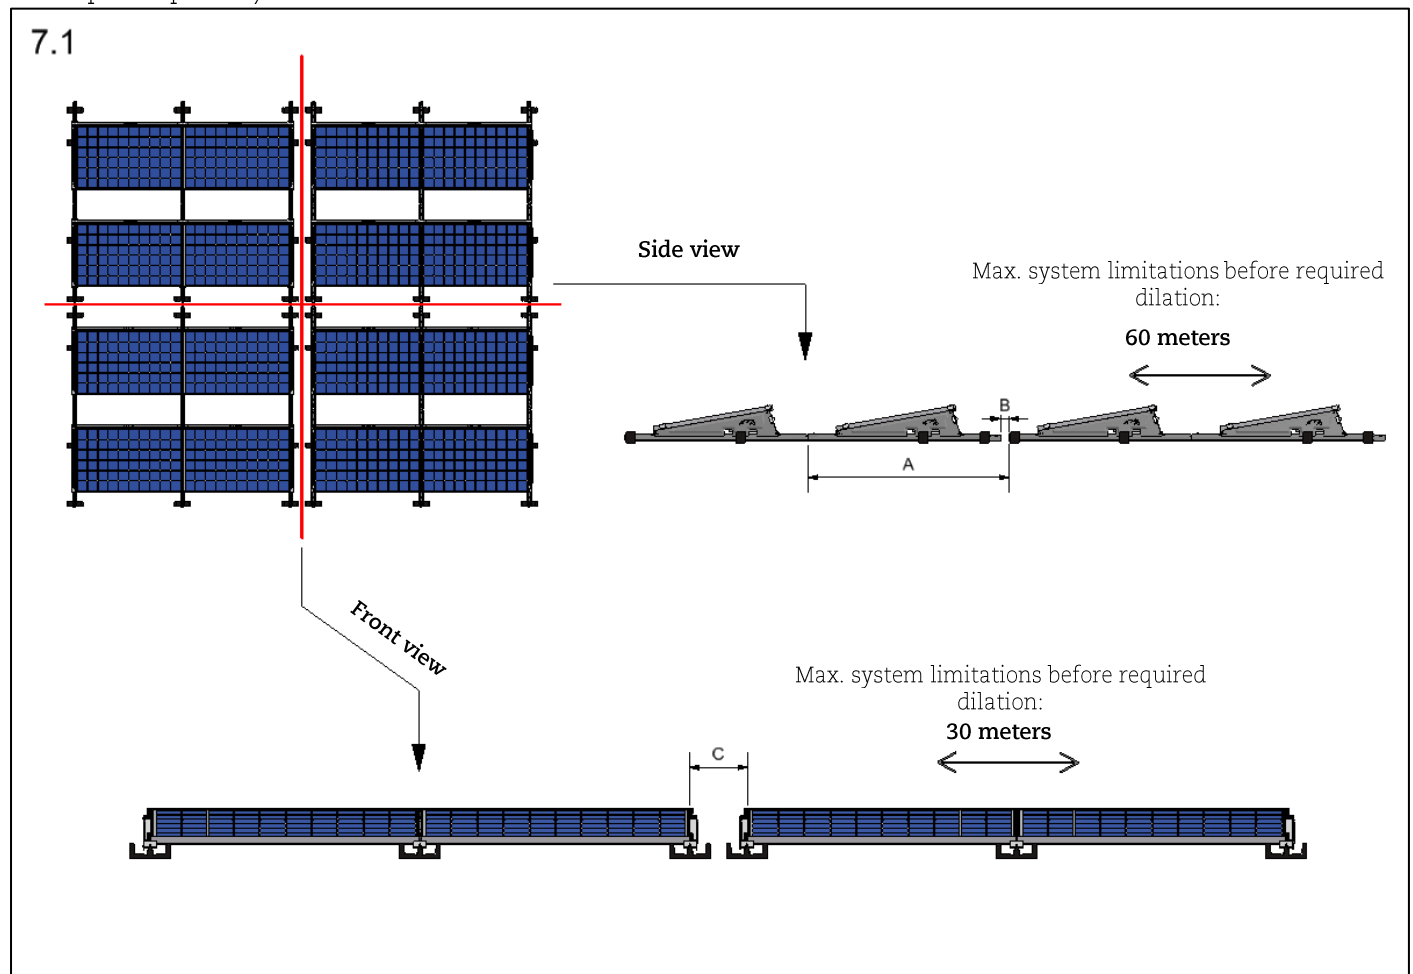 7.1
Side view
Max. system limitations before required
dilation:
60 meters
B
A
Front view
Max. system limitations before required
dilation:
30 meters
C